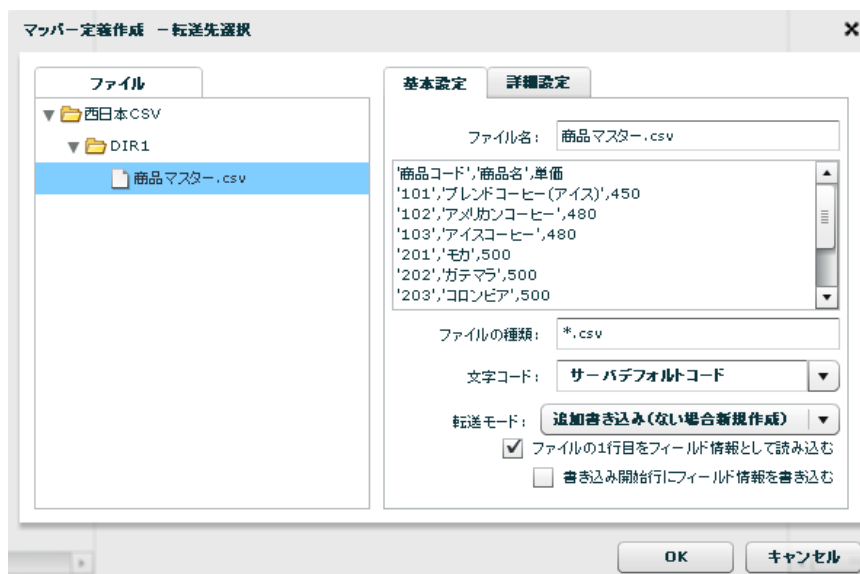 マッパー定義作成 －転送先選択
ファイル
西日本CSV
DIR1
商品マスター.csv
基本設定
詳細設定
ファイル名： 商品マスター.csv
'商品コード','商品名',単価
'101','ブレンドコーヒー(アイス)',450
'102','アメリカンコーヒー',480
'103','アイスコーヒー',480
'201','モカ',500
'202','ガテマラ',500
'203','コロンビア',500
ファイルの種類： *.csv
文字コード： サーバデフォルトコード
転送モード： 追加書き込み(ない場合新規作成)
ファイルの1行目をフィールド情報として読み込む
書き込み開始行にフィールド情報を書き込む
OK
キャンセル